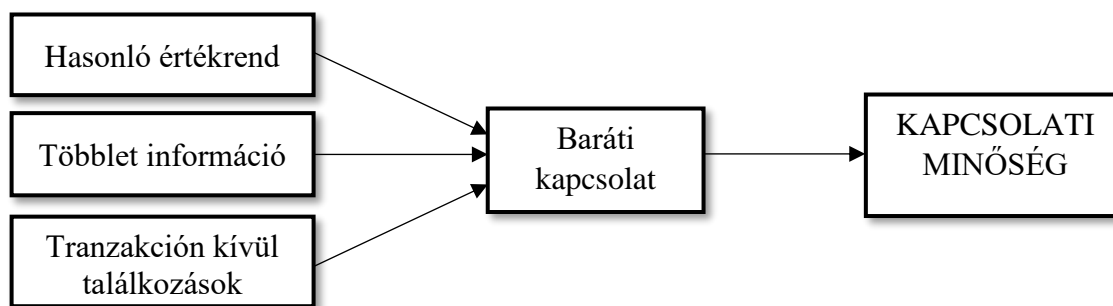 Hasonló értékrend
Többlet információ
Tranzakción kívül
találkozások
Baráti
kapcsolat
KAPCSOLATI
MINŐSÉG